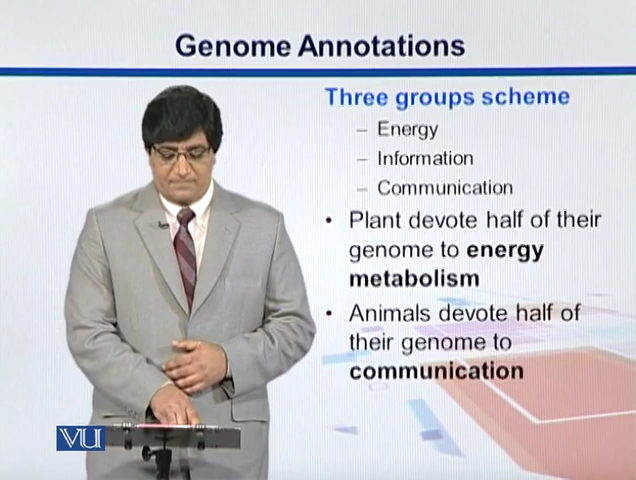 Genome Annotations
Three groups scheme
– Energy
– Information
– Communication
• Plant devote half of their
genome to energy
metabolism
• Animals devote half of
their genome to
communication
VU